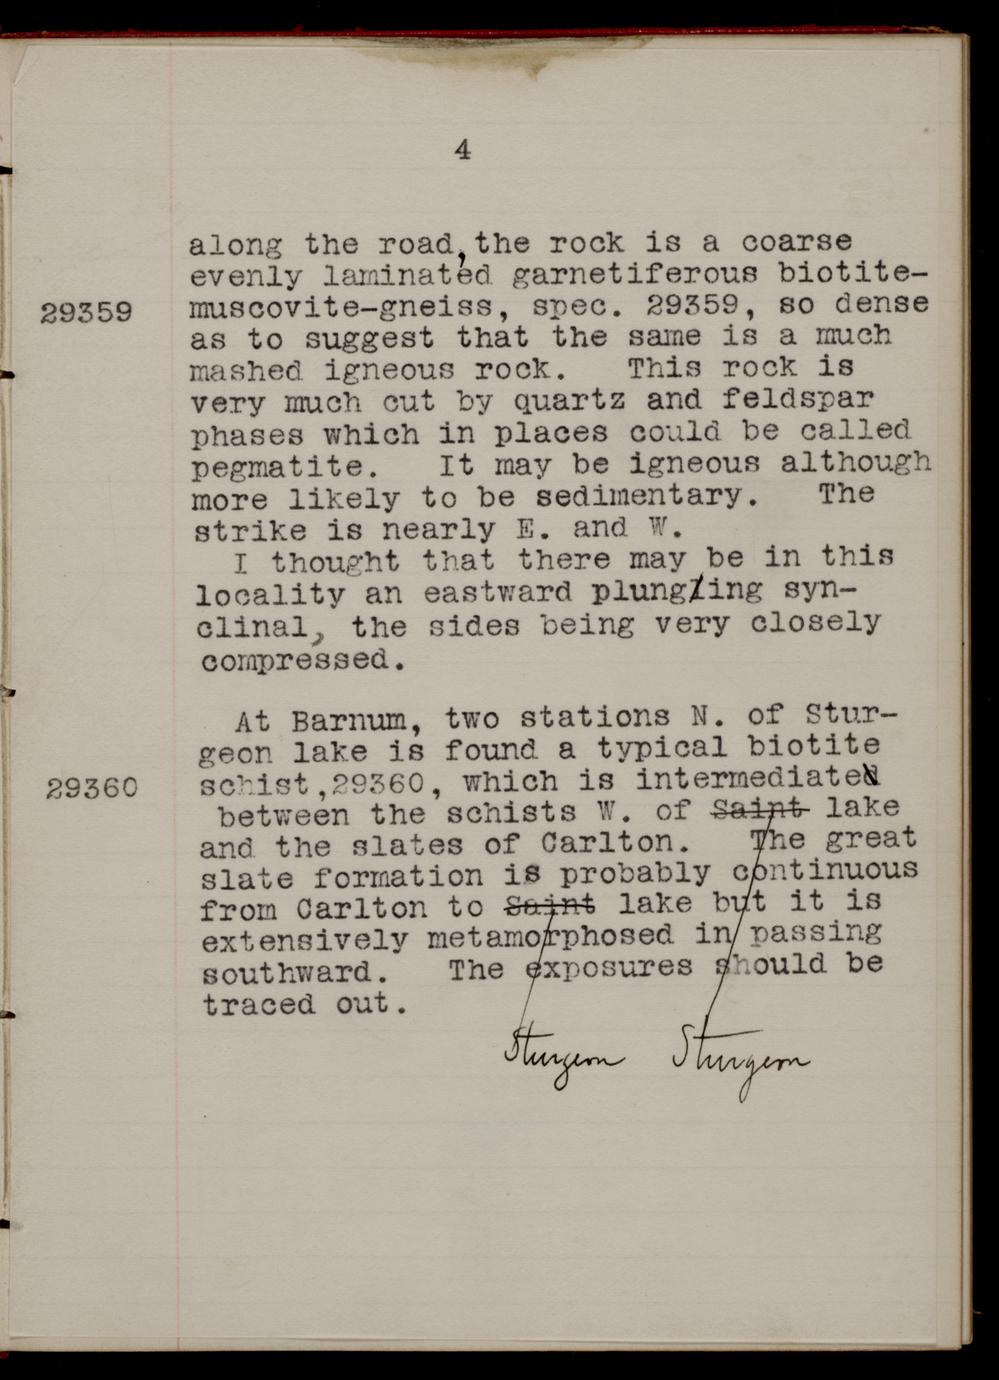 4
along the road, the rock is a coarse
evenly laminated garnetiferous biotite-
29359 muscovite-gneiss, spec. 29359, so dense
as to suggest that the same is a much
mashed igneous rock. This rock is
very much cut by quartz and feldspar
phases which in places could be called
pegmatite. It may be igneous although
more likely to be sedimentary. The
strike is nearly E. and W.
I thought that there may be in this
locality an eastward plunging syn-
clinal, the sides being very closely
compressed.
At Barnum, two stations N. of Stur-
geon lake is found a typical biotite
29360 schist, 29360, which is intermediate
between the schists W. of Saint lake
and the slates of Carlton. The great
slate formation is probably continuous
from Carlton to Saint lake but it is
extensively metamorphosed in passing
southward. The exposures should be
traced out.
Sturgeon Sturgeon